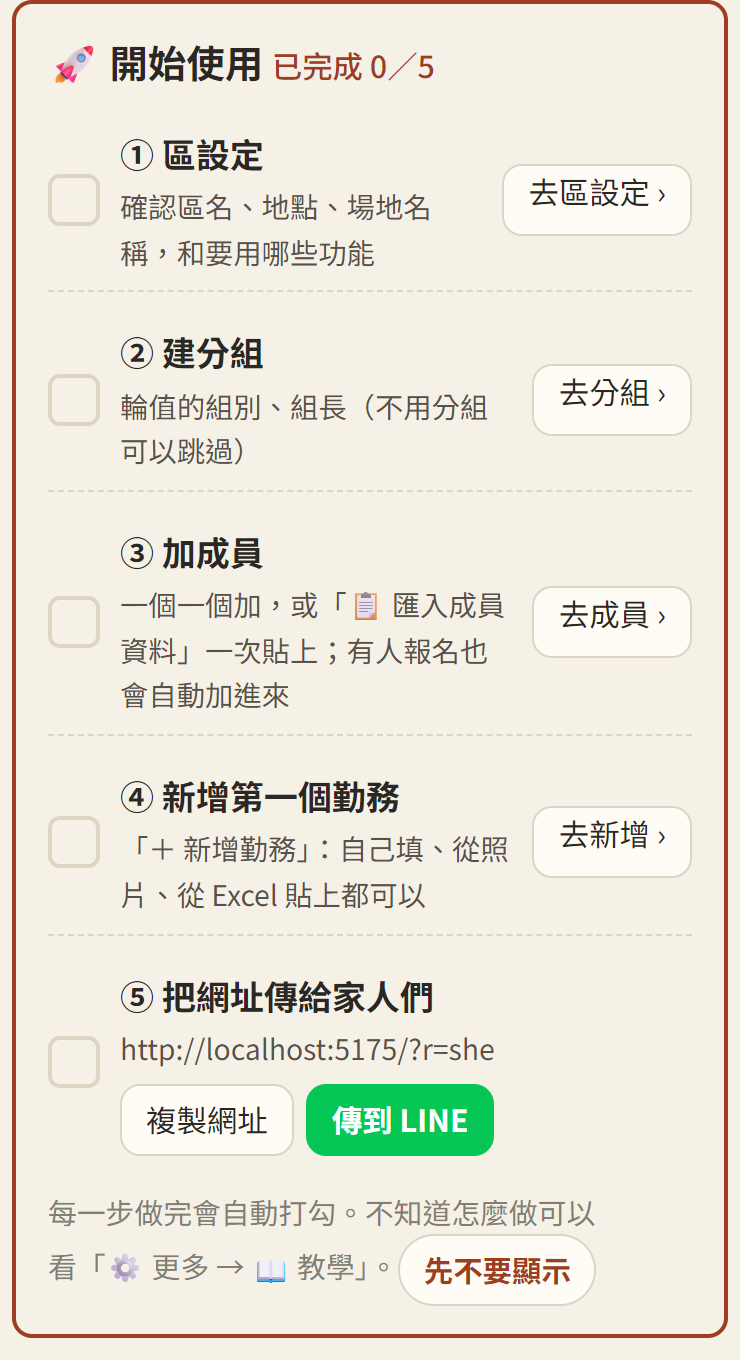 🚀 開始使用 已完成 0／5
① 區設定
確認區名、地點、場地名
稱，和要用哪些功能
去區設定 ›
② 建分組
輪值的組別、組長（不用分組
可以跳過）
去分組 ›
③ 加成員
一個一個加，或「📋 匯入成員
資料」一次貼上；有人報名也
會自動加進來
去成員 ›
④ 新增第一個勤務
「＋ 新增勤務」：自己填、從照
片、從 Excel 貼上都可以
去新增 ›
⑤ 把網址傳給家人們
http://localhost:5175/?r=she
複製網址 傳到 LINE
每一步做完會自動打勾。不知道怎麼做可以
看「⚙️ 更多 → 📖 教學」。 先不要顯示